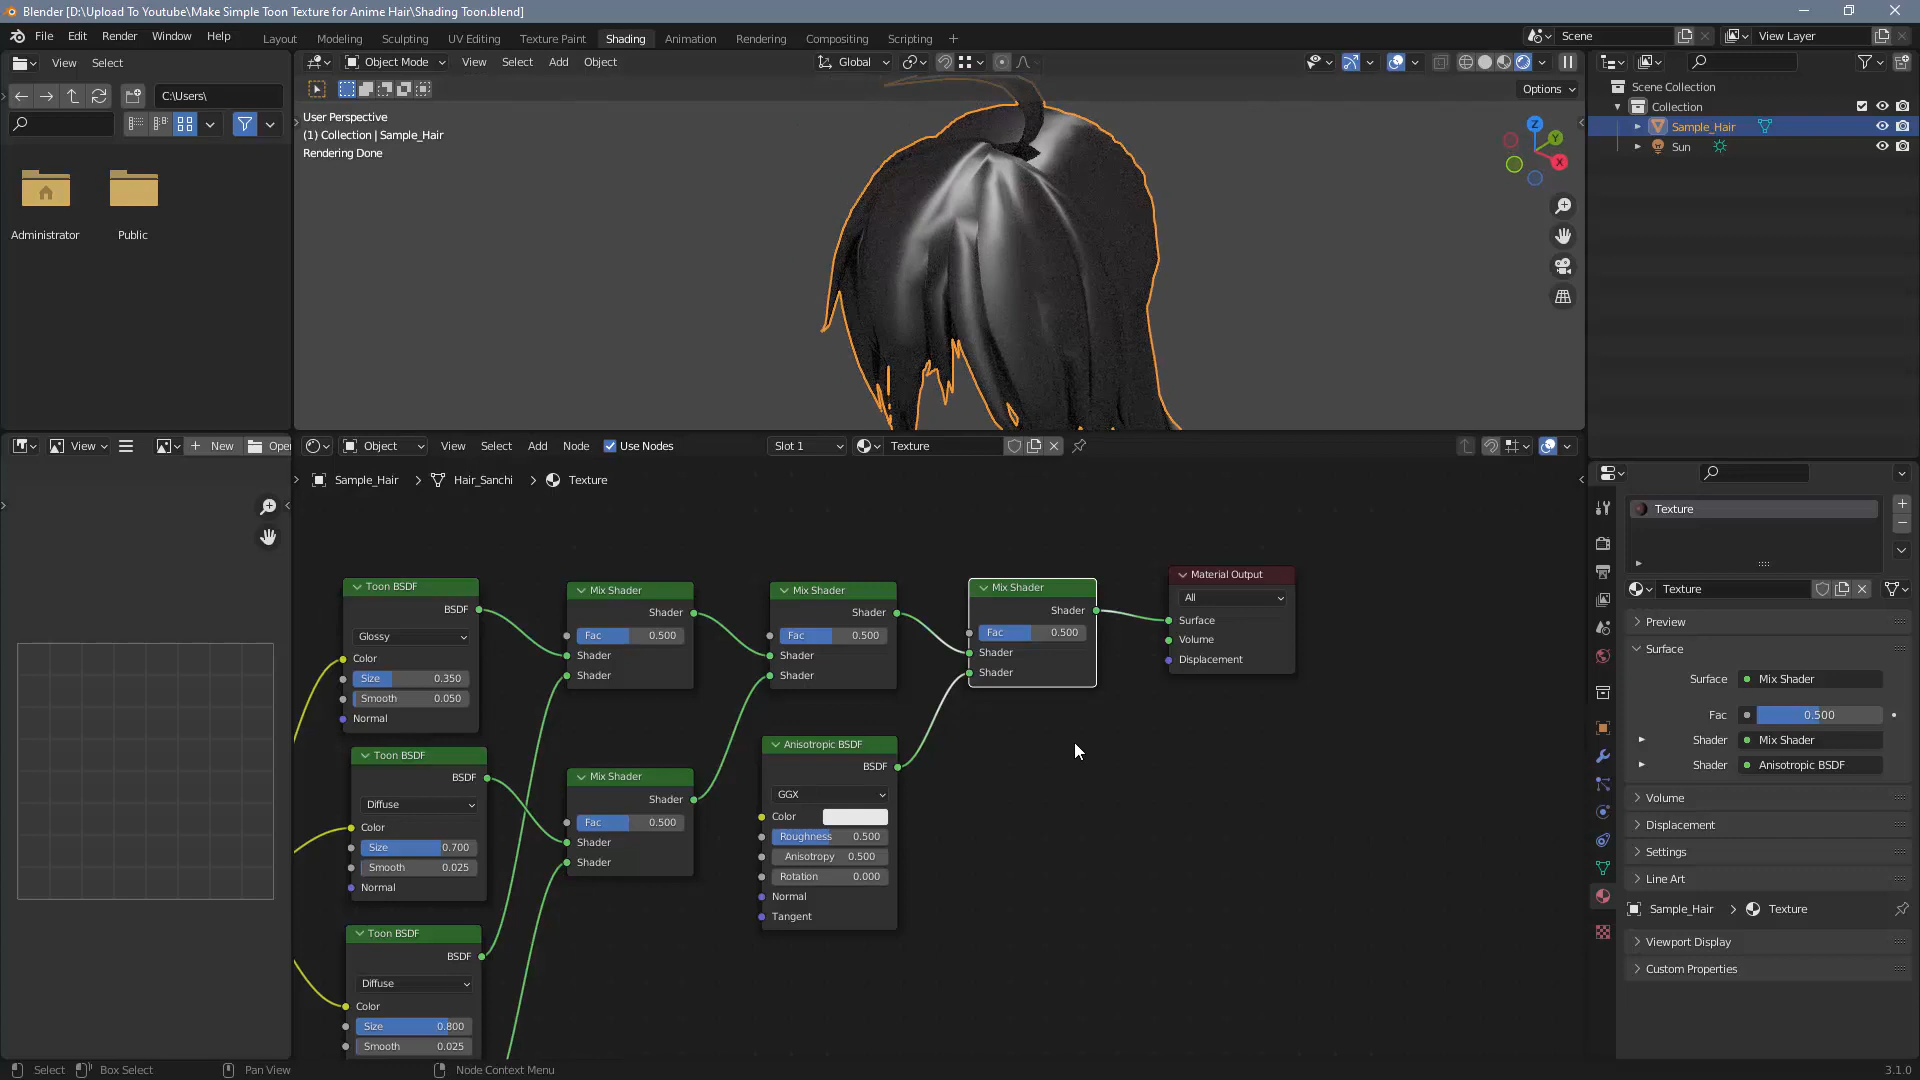 Blender [D:\Upload To Youtube\Make Simple Toon Texture for Anime Hair\Shading Toon.blend]
File Edit Render Window Help
Layout Modeling Sculpting UV Editing Texture Paint Shading Animation Rendering Compositing Scripting
Scene
View Layer
View Select
Object Mode View Select Add Object
Global
C:\Users\
Options
Administrator
Public
User Perspective
(1) Collection | Sample_Hair
Rendering Done
Z
Y
X
Scene Collection
Collection
Sample_Hair
Sun
View
New
Open
Object View Select Add Node Use Nodes
Slot 1
Texture
Sample_Hair
Hair_Sanchi
Texture
Toon BSDF
BSDF
Glossy
Color
Size 0.350
Smooth 0.050
Normal
Toon BSDF
BSDF
Diffuse
Color
Size 0.700
Smooth 0.025
Normal
Toon BSDF
BSDF
Diffuse
Color
Size 0.800
Smooth 0.025
Mix Shader
Shader
Fac 0.500
Shader
Shader
Mix Shader
Shader
Fac 0.500
Shader
Shader
Mix Shader
Shader
Fac 0.500
Shader
Shader
Anisotropic BSDF
BSDF
GGX
Color
Roughness 0.500
Anisotropy 0.500
Rotation 0.000
Normal
Tangent
Mix Shader
Shader
Fac 0.500
Shader
Shader
Material Output
All
Surface
Volume
Displacement
Texture
Texture
Preview
Surface
Surface Mix Shader
Fac 0.500
Shader Mix Shader
Shader Anisotropic BSDF
Volume
Displacement
Settings
Line Art
Sample_Hair Texture
Viewport Display
Custom Properties
Select
Box Select
Pan View
Node Context Menu
3.1.0